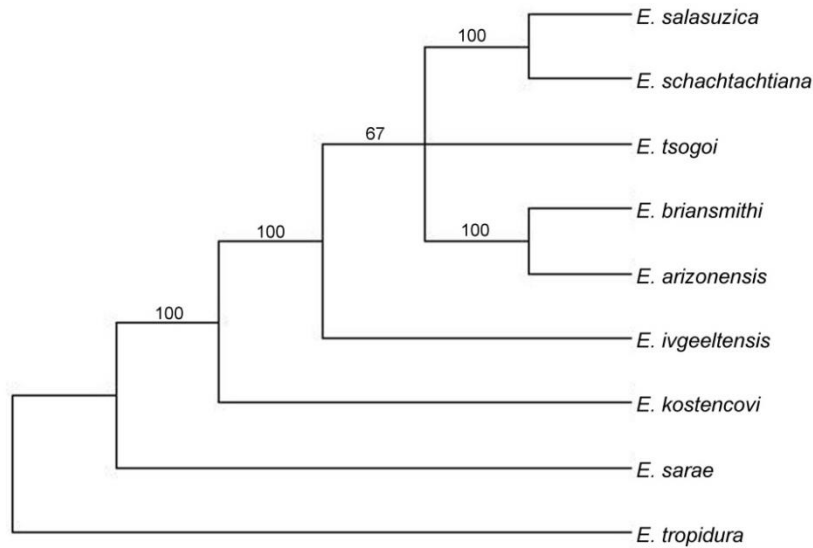 100
E. salasuzica
E. schachtachtiana
67
E. tsogoi
E. briansmithi
100
100
E. arizonensis
E. ivgeeltensis
100
E. kostencovi
E. sarae
E. tropidura